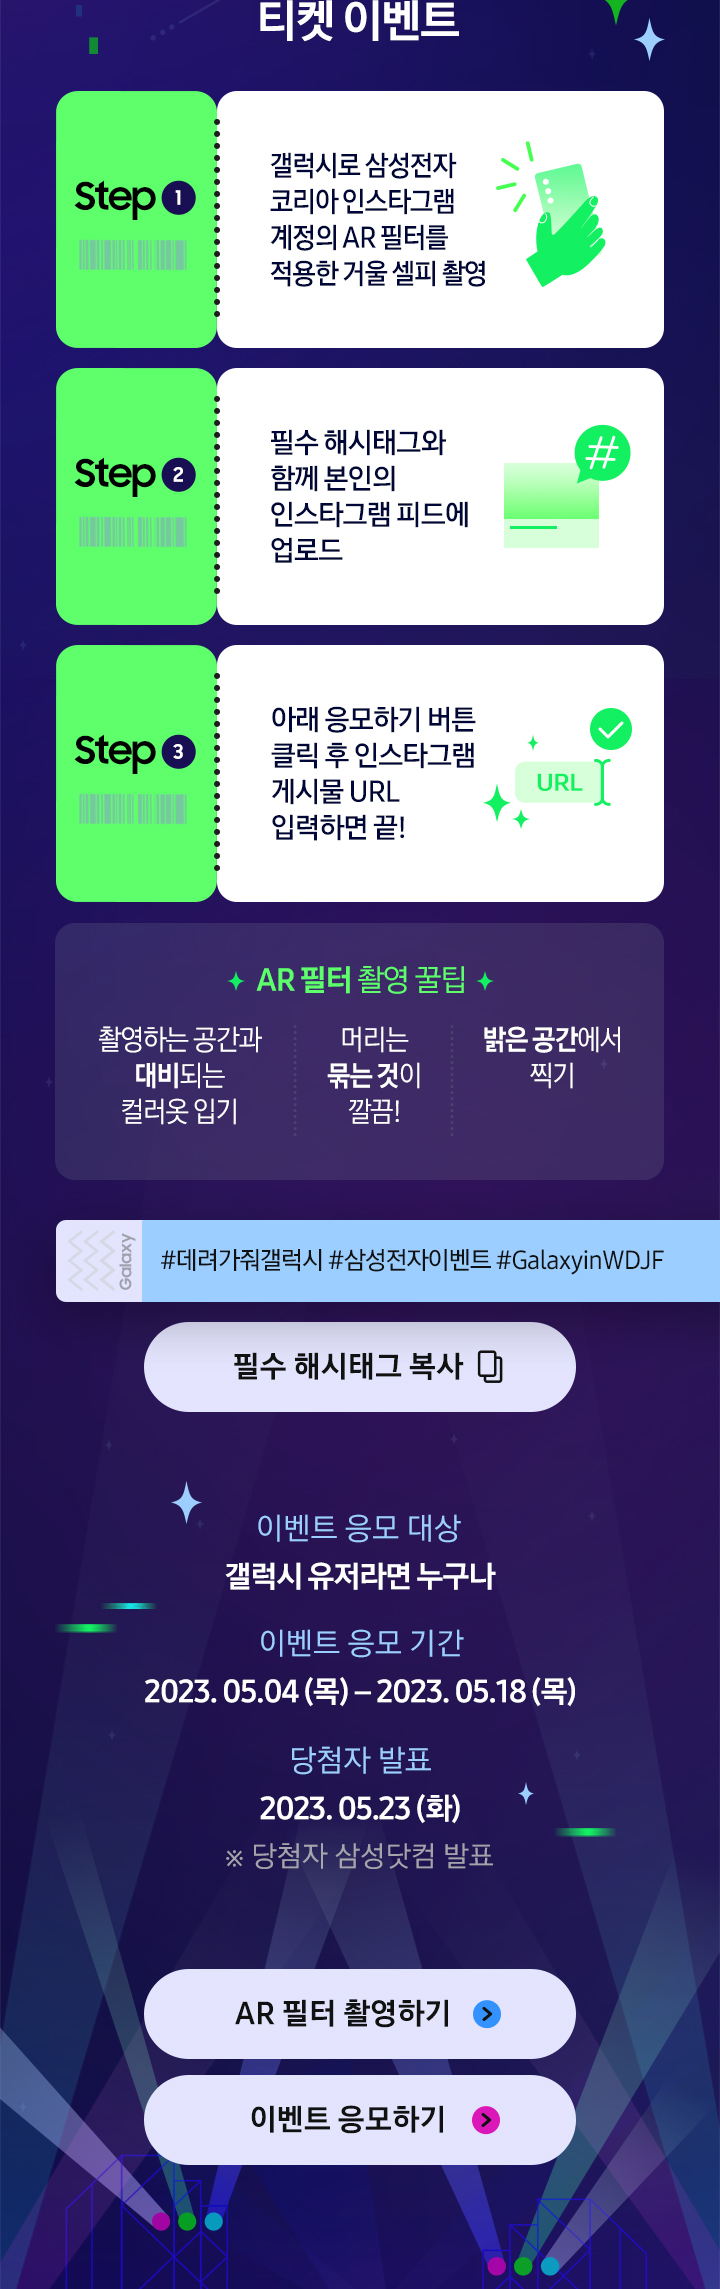 티켓 이벤트
Step 1
갤럭시로 삼성전자
코리아 인스타그램
계정의 AR 필터를
적용한 거울 셀피 촬영
Step 2
필수 해시태그와
함께 본인의
인스타그램 피드에
업로드
#
Step 3
아래 응모하기 버튼
클릭 후 인스타그램
게시물 URL
입력하면 끝!
URL
AR 필터 촬영 꿀팁
촬영하는 공간과
대비되는
컬러옷 입기
머리는
묶는 것이
깔끔!
밝은 공간에서
찍기
Galaxy
#데려가줘갤럭시 #삼성전자이벤트 #GalaxyinWDJF
필수 해시태그 복사
이벤트 응모 대상
갤럭시 유저라면 누구나
이벤트 응모 기간
2023. 05.04 (목) – 2023. 05.18 (목)
당첨자 발표
2023. 05.23 (화)
※ 당첨자 삼성닷컴 발표
AR 필터 촬영하기
이벤트 응모하기